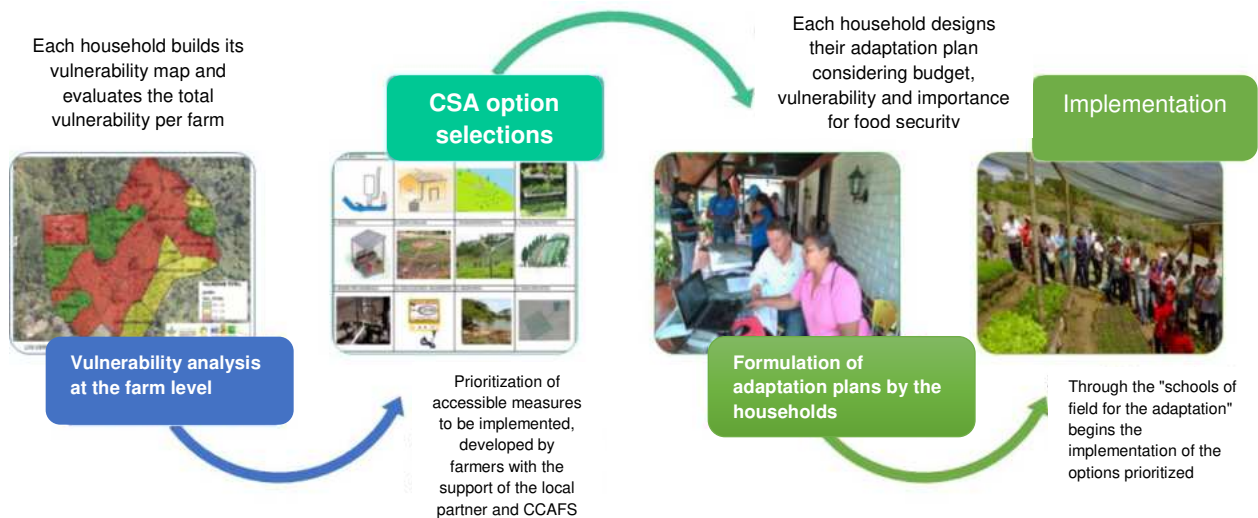 Each household builds its
vulnerability map and
evaluates the total
vulnerability per farm
Vulnerability analysis
at the farm level
CSA option
selections
Prioritization of
accessible measures
to be implemented,
developed by
farmers with the
support of the local
partner and CCAFS
Each household designs
their adaptation plan
considering budget,
vulnerability and importance
for food security
Formulation of
adaptation plans by the
households
Implementation
Through the "schools of
field for the adaptation"
begins the
implementation of the
options prioritized